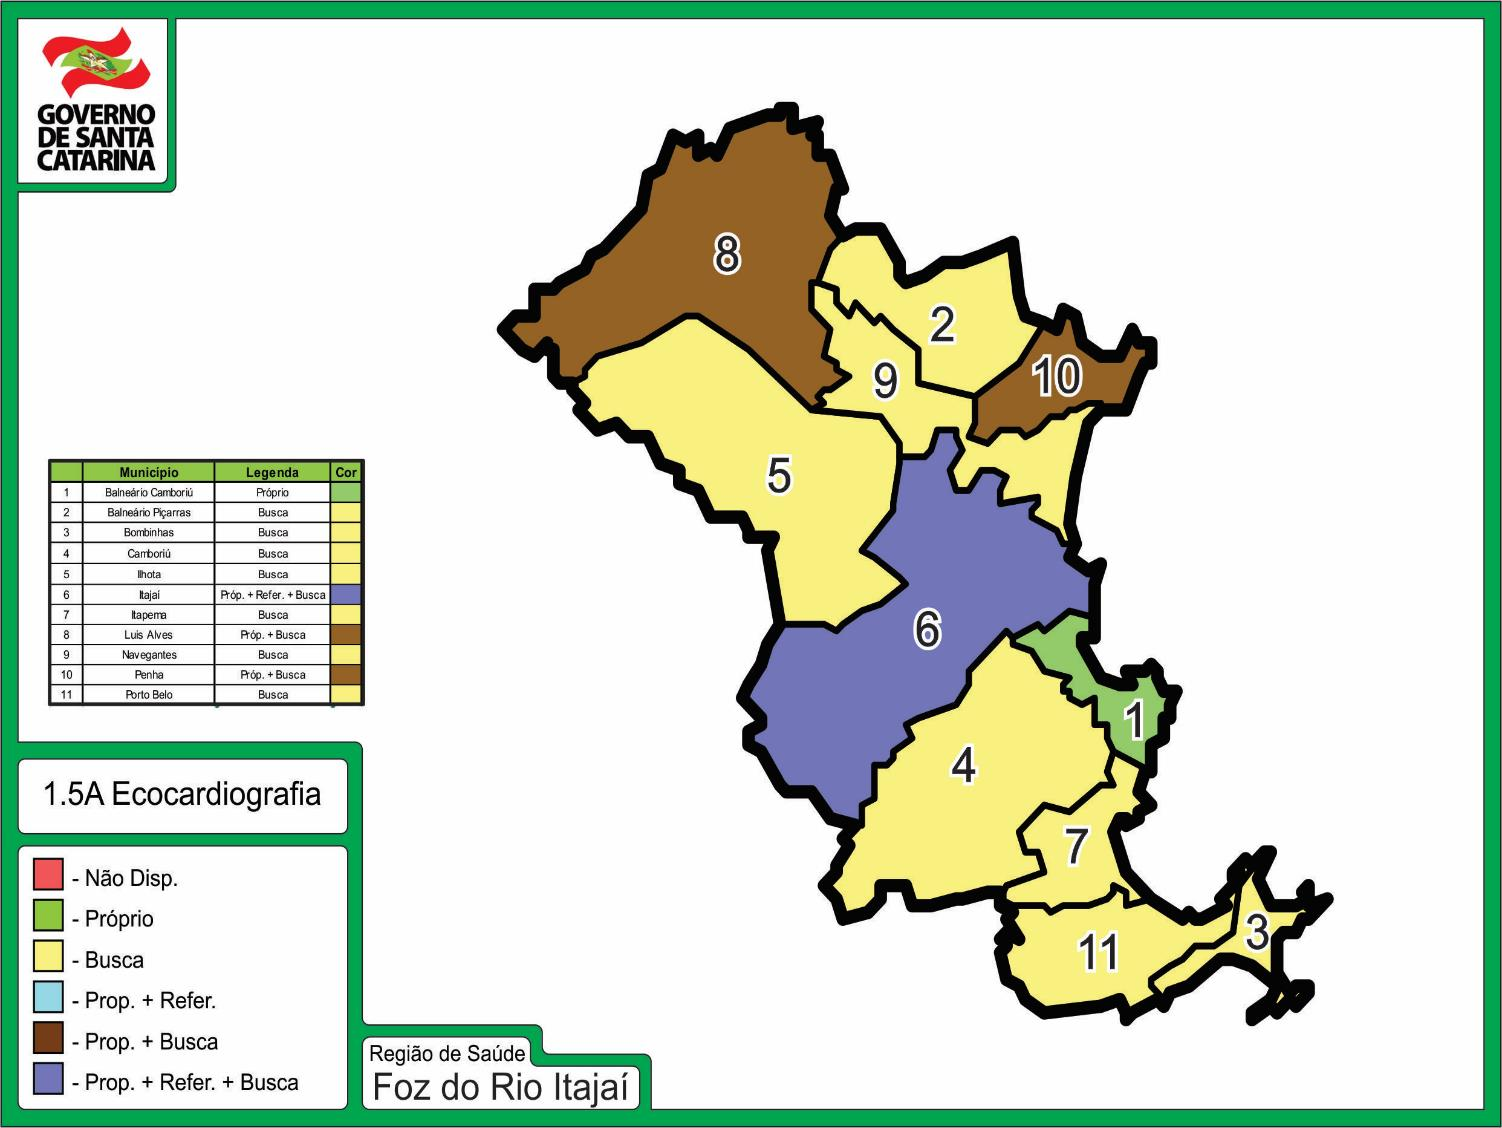 GOVERNO
DE SANTA
CATARINA
8
2
10
9
5
6
1
4
7
3
11
Município Legenda Cor
1 Balneário Camboriú Próprio
2 Balneário Piçarras Busca
3 Bombinhas Busca
4 Camboriú Busca
5 Ilhota Busca
6 Itajaí Próp. + Refer. + Busca
7 Itapema Busca
8 Luis Alves Próp. + Busca
9 Navegantes Busca
10 Penha Próp. + Busca
11 Porto Belo Busca
1.5A Ecocardiografia
- Não Disp.
- Próprio
- Busca
- Prop. + Refer.
- Prop. + Busca
- Prop. + Refer. + Busca
Região de Saúde
Foz do Rio Itajaí